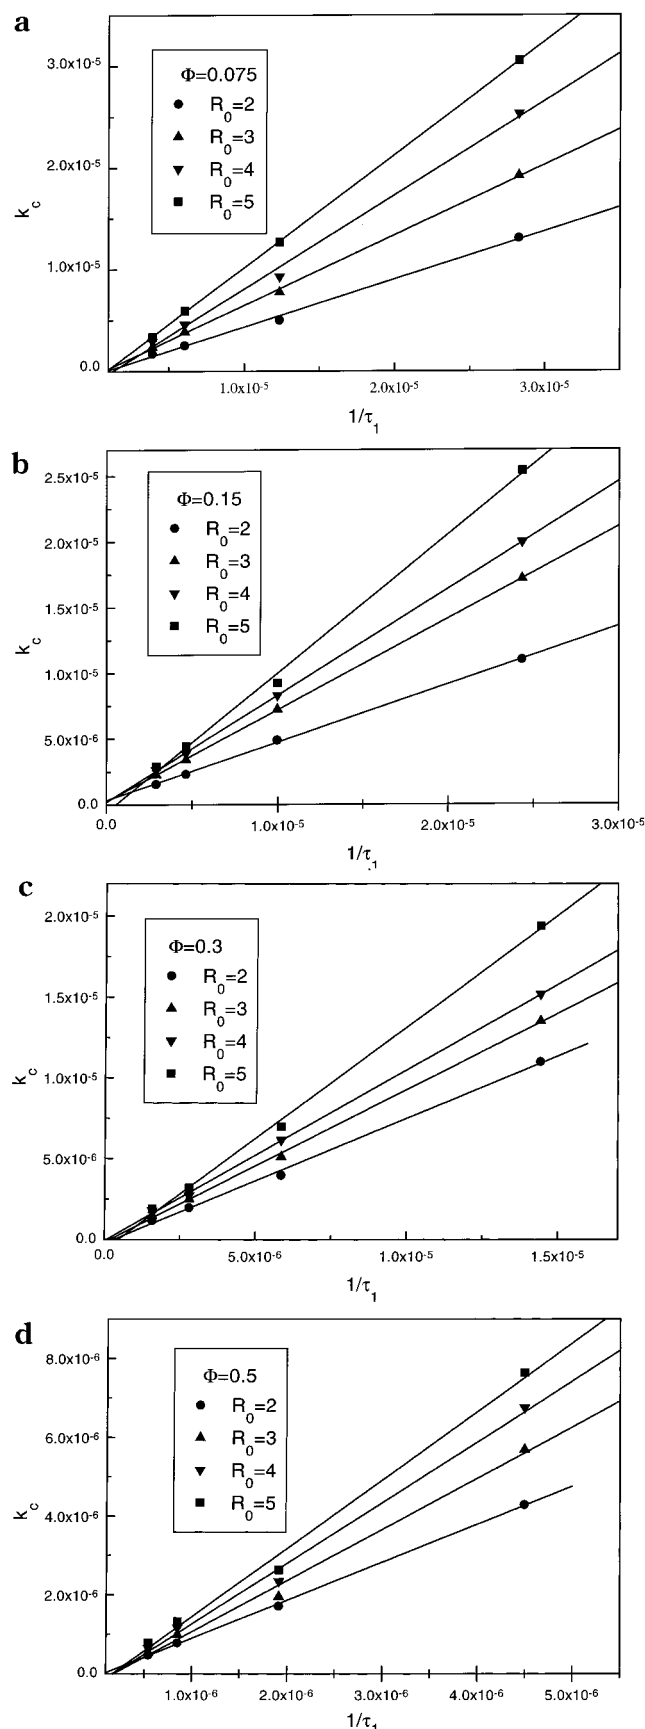 a
3.0x10⁻⁵
2.0x10⁻⁵
1.0x10⁻⁵
0.0
k_c
Φ=0.075
R₀=2
R₀=3
R₀=4
R₀=5
1.0x10⁻⁵ 2.0x10⁻⁵ 3.0x10⁻⁵
1/τ₁
b
2.5x10⁻⁵
2.0x10⁻⁵
1.5x10⁻⁵
1.0x10⁻⁵
5.0x10⁻⁶
0.0
k_c
Φ=0.15
R₀=2
R₀=3
R₀=4
R₀=5
0.0 1.0x10⁻⁵ 2.0x10⁻⁵ 3.0x10⁻⁵
1/τ₁
c
2.0x10⁻⁵
1.5x10⁻⁵
1.0x10⁻⁵
5.0x10⁻⁶
0.0
k_c
Φ=0.3
R₀=2
R₀=3
R₀=4
R₀=5
0.0 5.0x10⁻⁶ 1.0x10⁻⁵ 1.5x10⁻⁵
1/τ₁
d
8.0x10⁻⁶
6.0x10⁻⁶
4.0x10⁻⁶
2.0x10⁻⁶
0.0
k_c
Φ=0.5
R₀=2
R₀=3
R₀=4
R₀=5
1.0x10⁻⁶ 2.0x10⁻⁶ 3.0x10⁻⁶ 4.0x10⁻⁶ 5.0x10⁻⁶
1/τ₁